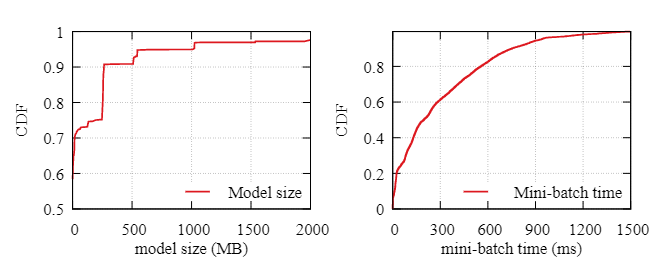 1
0.9
0.8
0.7
0.6
0.5
CDF
Model size
0 500 1000 1500 2000
model size (MB)
0.8
0.6
0.4
0.2
0
CDF
Mini-batch time
0 300 600 900 1200 1500
mini-batch time (ms)